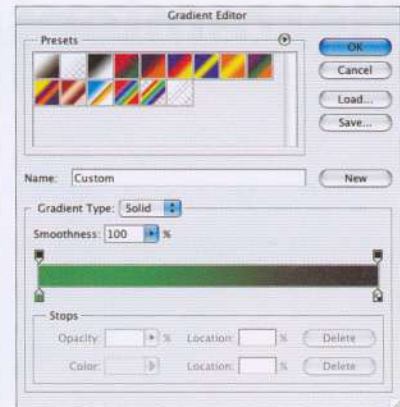 Gradient Editor
Presets
OK
Cancel
Load...
Save...
Name: Custom New
Gradient Type: Solid
Smoothness: 100 %
Stops
Opacity: % Location: % Delete
Color: Location: % Delete